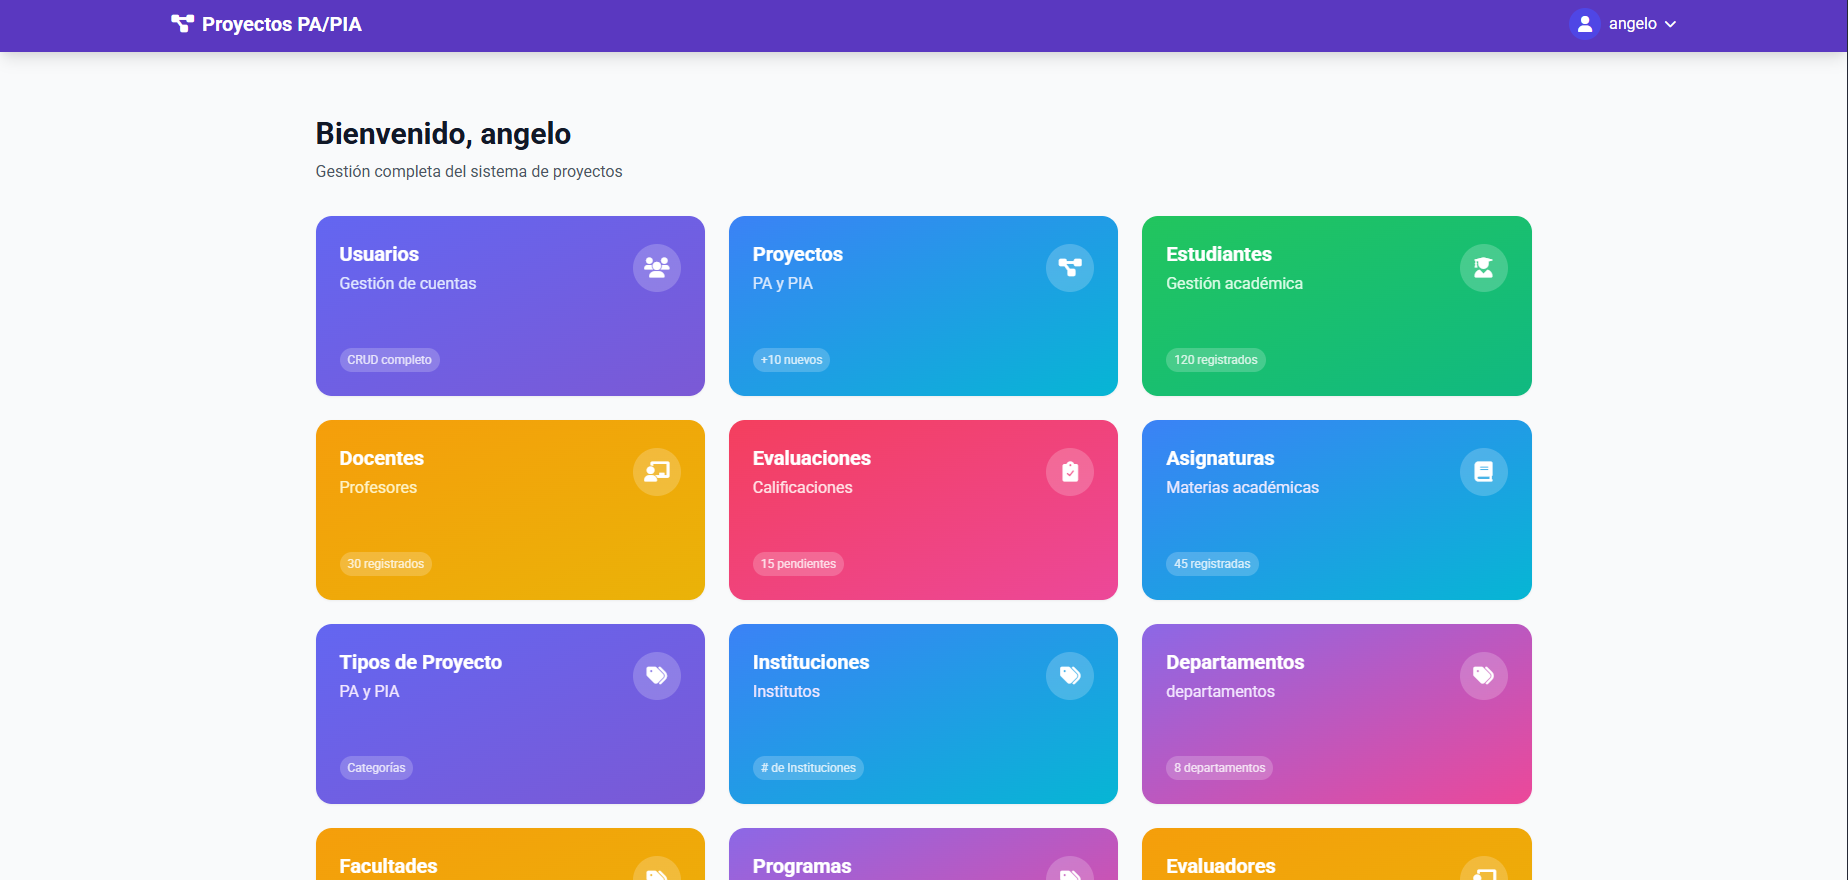 Proyectos PA/PIA
angelo
Bienvenido, angelo
Gestión completa del sistema de proyectos
Usuarios
Gestión de cuentas
CRUD completo
Proyectos
PA y PIA
+10 nuevos
Estudiantes
Gestión académica
120 registrados
Docentes
Profesores
30 registrados
Evaluaciones
Calificaciones
15 pendientes
Asignaturas
Materias académicas
45 registradas
Tipos de Proyecto
PA y PIA
Categorías
Instituciones
Institutos
# de Instituciones
Departamentos
departamentos
8 departamentos
Facultades
Programas
Evaluadores